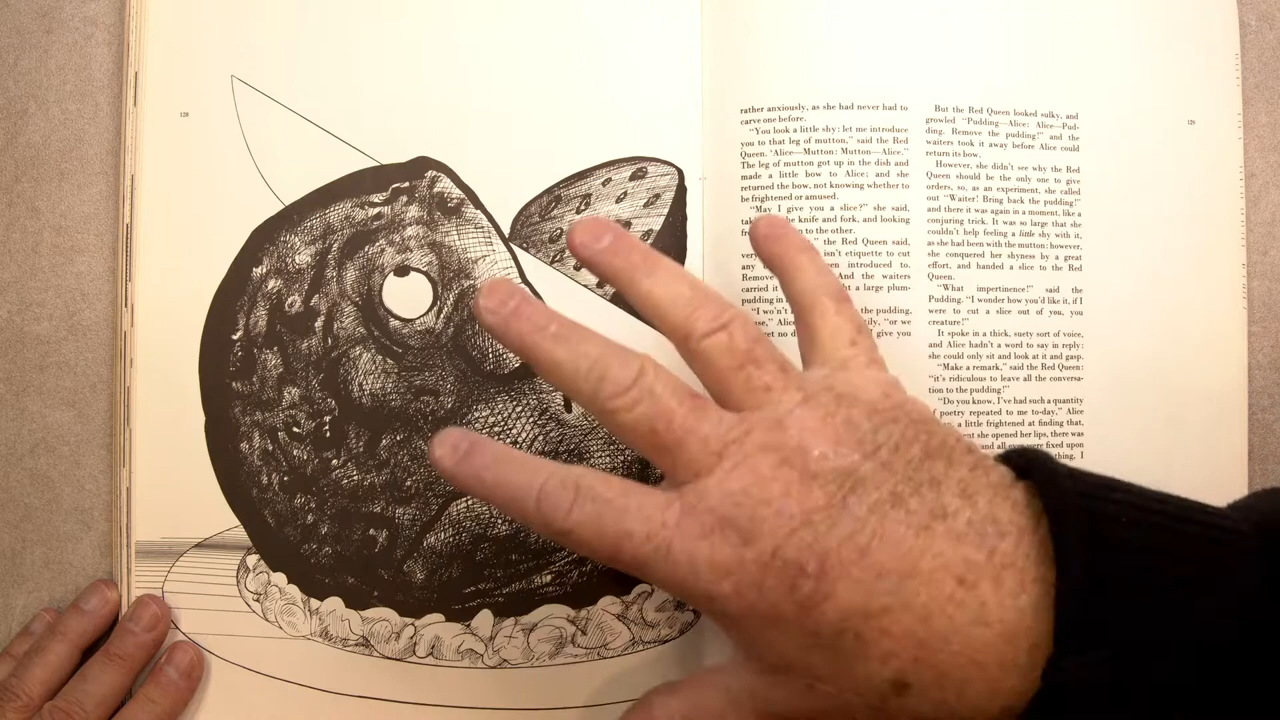 128
rather anxiously, as she had never had to
carve one before.
"You look a little shy: let me introduce
you to that leg of mutton," said the Red
Queen. 'Alice—Mutton: Mutton—Alice."
The leg of mutton got up in the dish and
made a little bow to Alice; and she
returned the bow, not knowing whether to
be frightened or amused.
"May I give you a slice?" she said,
he knife and fork, and looking
n to the other.
the Red Queen said,
isn't etiquette to cut
any en introduced to.
Remove And the waiters
carried it ht a large plum-
pudding in
"I wo'n't the pudding,
Alice ily, "or we
et no give you
But the Red Queen looked sulky, and
growled "Pudding—Alice: Alice—Pud-
ding. Remove the pudding!" and the
waiters took it away before Alice could
return its bow.
However, she didn't see why the Red
Queen should be the only one to give
orders, so, as an experiment, she called
out "Waiter! Bring back the pudding!"
and there it was again in a moment, like a
conjuring trick. It was so large that she
couldn't help feeling a little shy with it,
as she had been with the mutton: however,
she conquered her shyness by a great
effort, and handed a slice to the Red
Queen.
"What impertinence!" said the
Pudding. "I wonder how you'd like it, if I
were to cut a slice out of you, you
creature!"
It spoke in a thick, suety sort of voice,
and Alice hadn't a word to say in reply:
she could only sit and look at it and gasp.
"Make a remark," said the Red Queen:
"it's ridiculous to leave all the conversa-
tion to the pudding!"
"Do you know, I've had such a quantity
of poetry repeated to me to-day," Alice
a little frightened at finding that,
she opened her lips, there was
and all eyes were fixed upon
thing, I
129